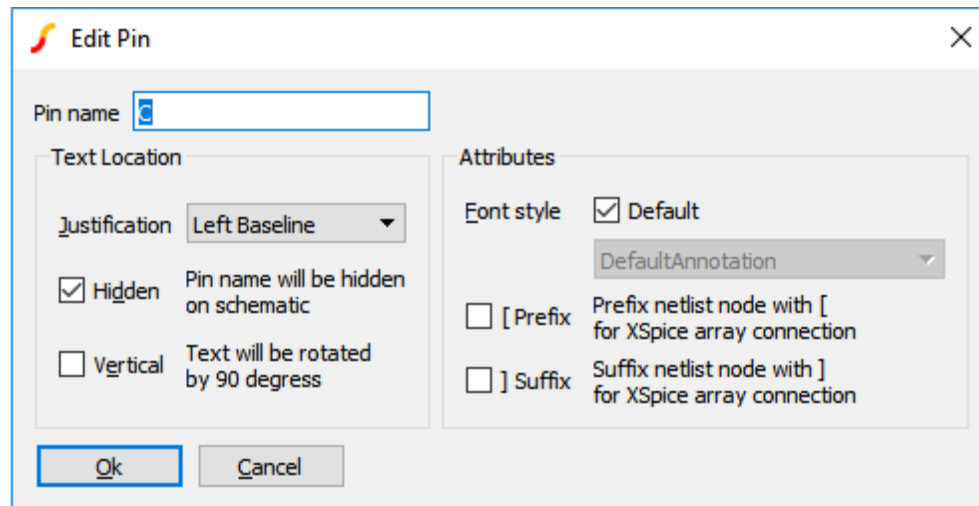 Edit Pin
Pin name C
Text Location
Justification Left Baseline
Hidden Pin name will be hidden
on schematic
Vertical Text will be rotated
by 90 degress
Attributes
Font style Default
DefaultAnnotation
[ Prefix Prefix netlist node with [
for XSpice array connection
] Suffix Suffix netlist node with ]
for XSpice array connection
Ok Cancel